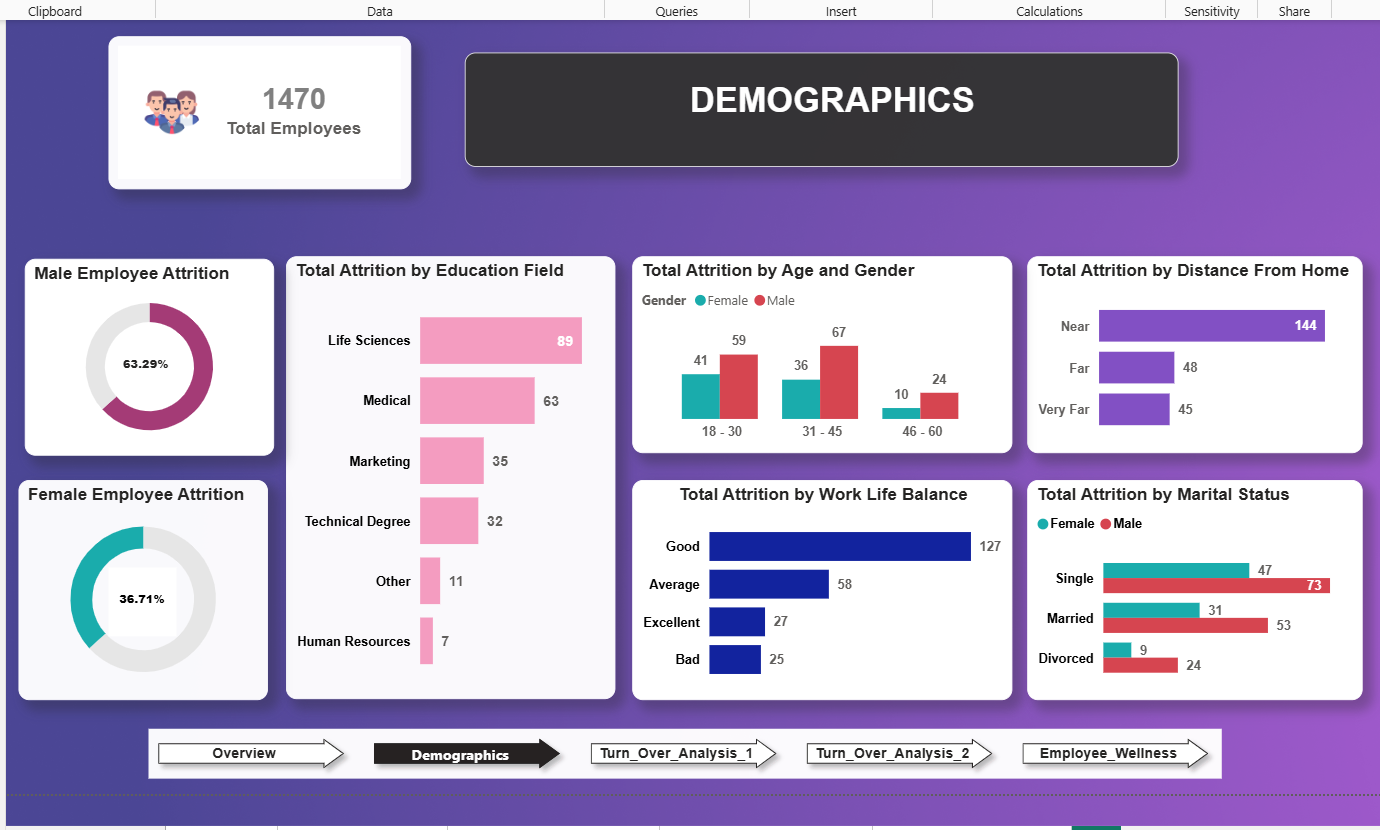 Clipboard
Data
Queries
Insert
Calculations
Sensitivity
Share
1470
Total Employees
DEMOGRAPHICS
Male Employee Attrition
63.29%
Female Employee Attrition
36.71%
Total Attrition by Education Field
Life Sciences 89
Medical 63
Marketing 35
Technical Degree 32
Other 11
Human Resources 7
Total Attrition by Age and Gender
Gender Female Male
41 59
36 67
10 24
18 - 30 31 - 45 46 - 60
Total Attrition by Distance From Home
Near 144
Far 48
Very Far 45
Total Attrition by Work Life Balance
Good 127
Average 58
Excellent 27
Bad 25
Total Attrition by Marital Status
Female Male
Single 47
73
Married 31
53
Divorced 9
24
Overview
Demographics
Turn_Over_Analysis_1
Turn_Over_Analysis_2
Employee_Wellness